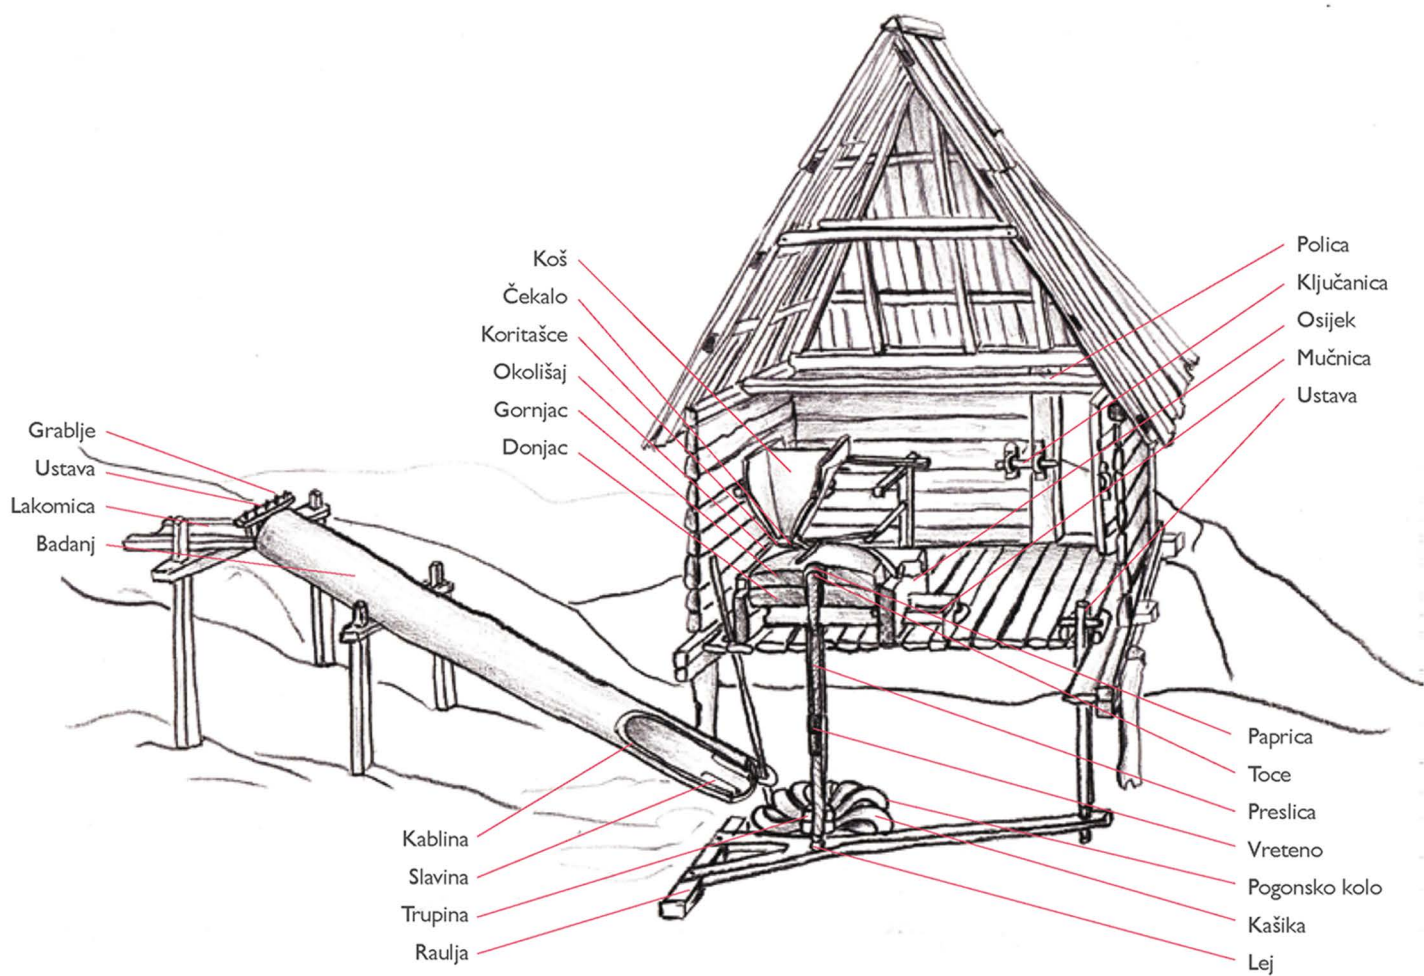 Koš
Čekalo
Koritašce
Okolišaj
Gornjac
Donjac
Polica
Ključanica
Osijek
Mučnica
Ustava
Grablje
Ustava
Lakomica
Badanj
Kablina
Slavina
Trupina
Raulja
Paprica
Toce
Preslica
Vreteno
Pogonsko kolo
Kašika
Lej